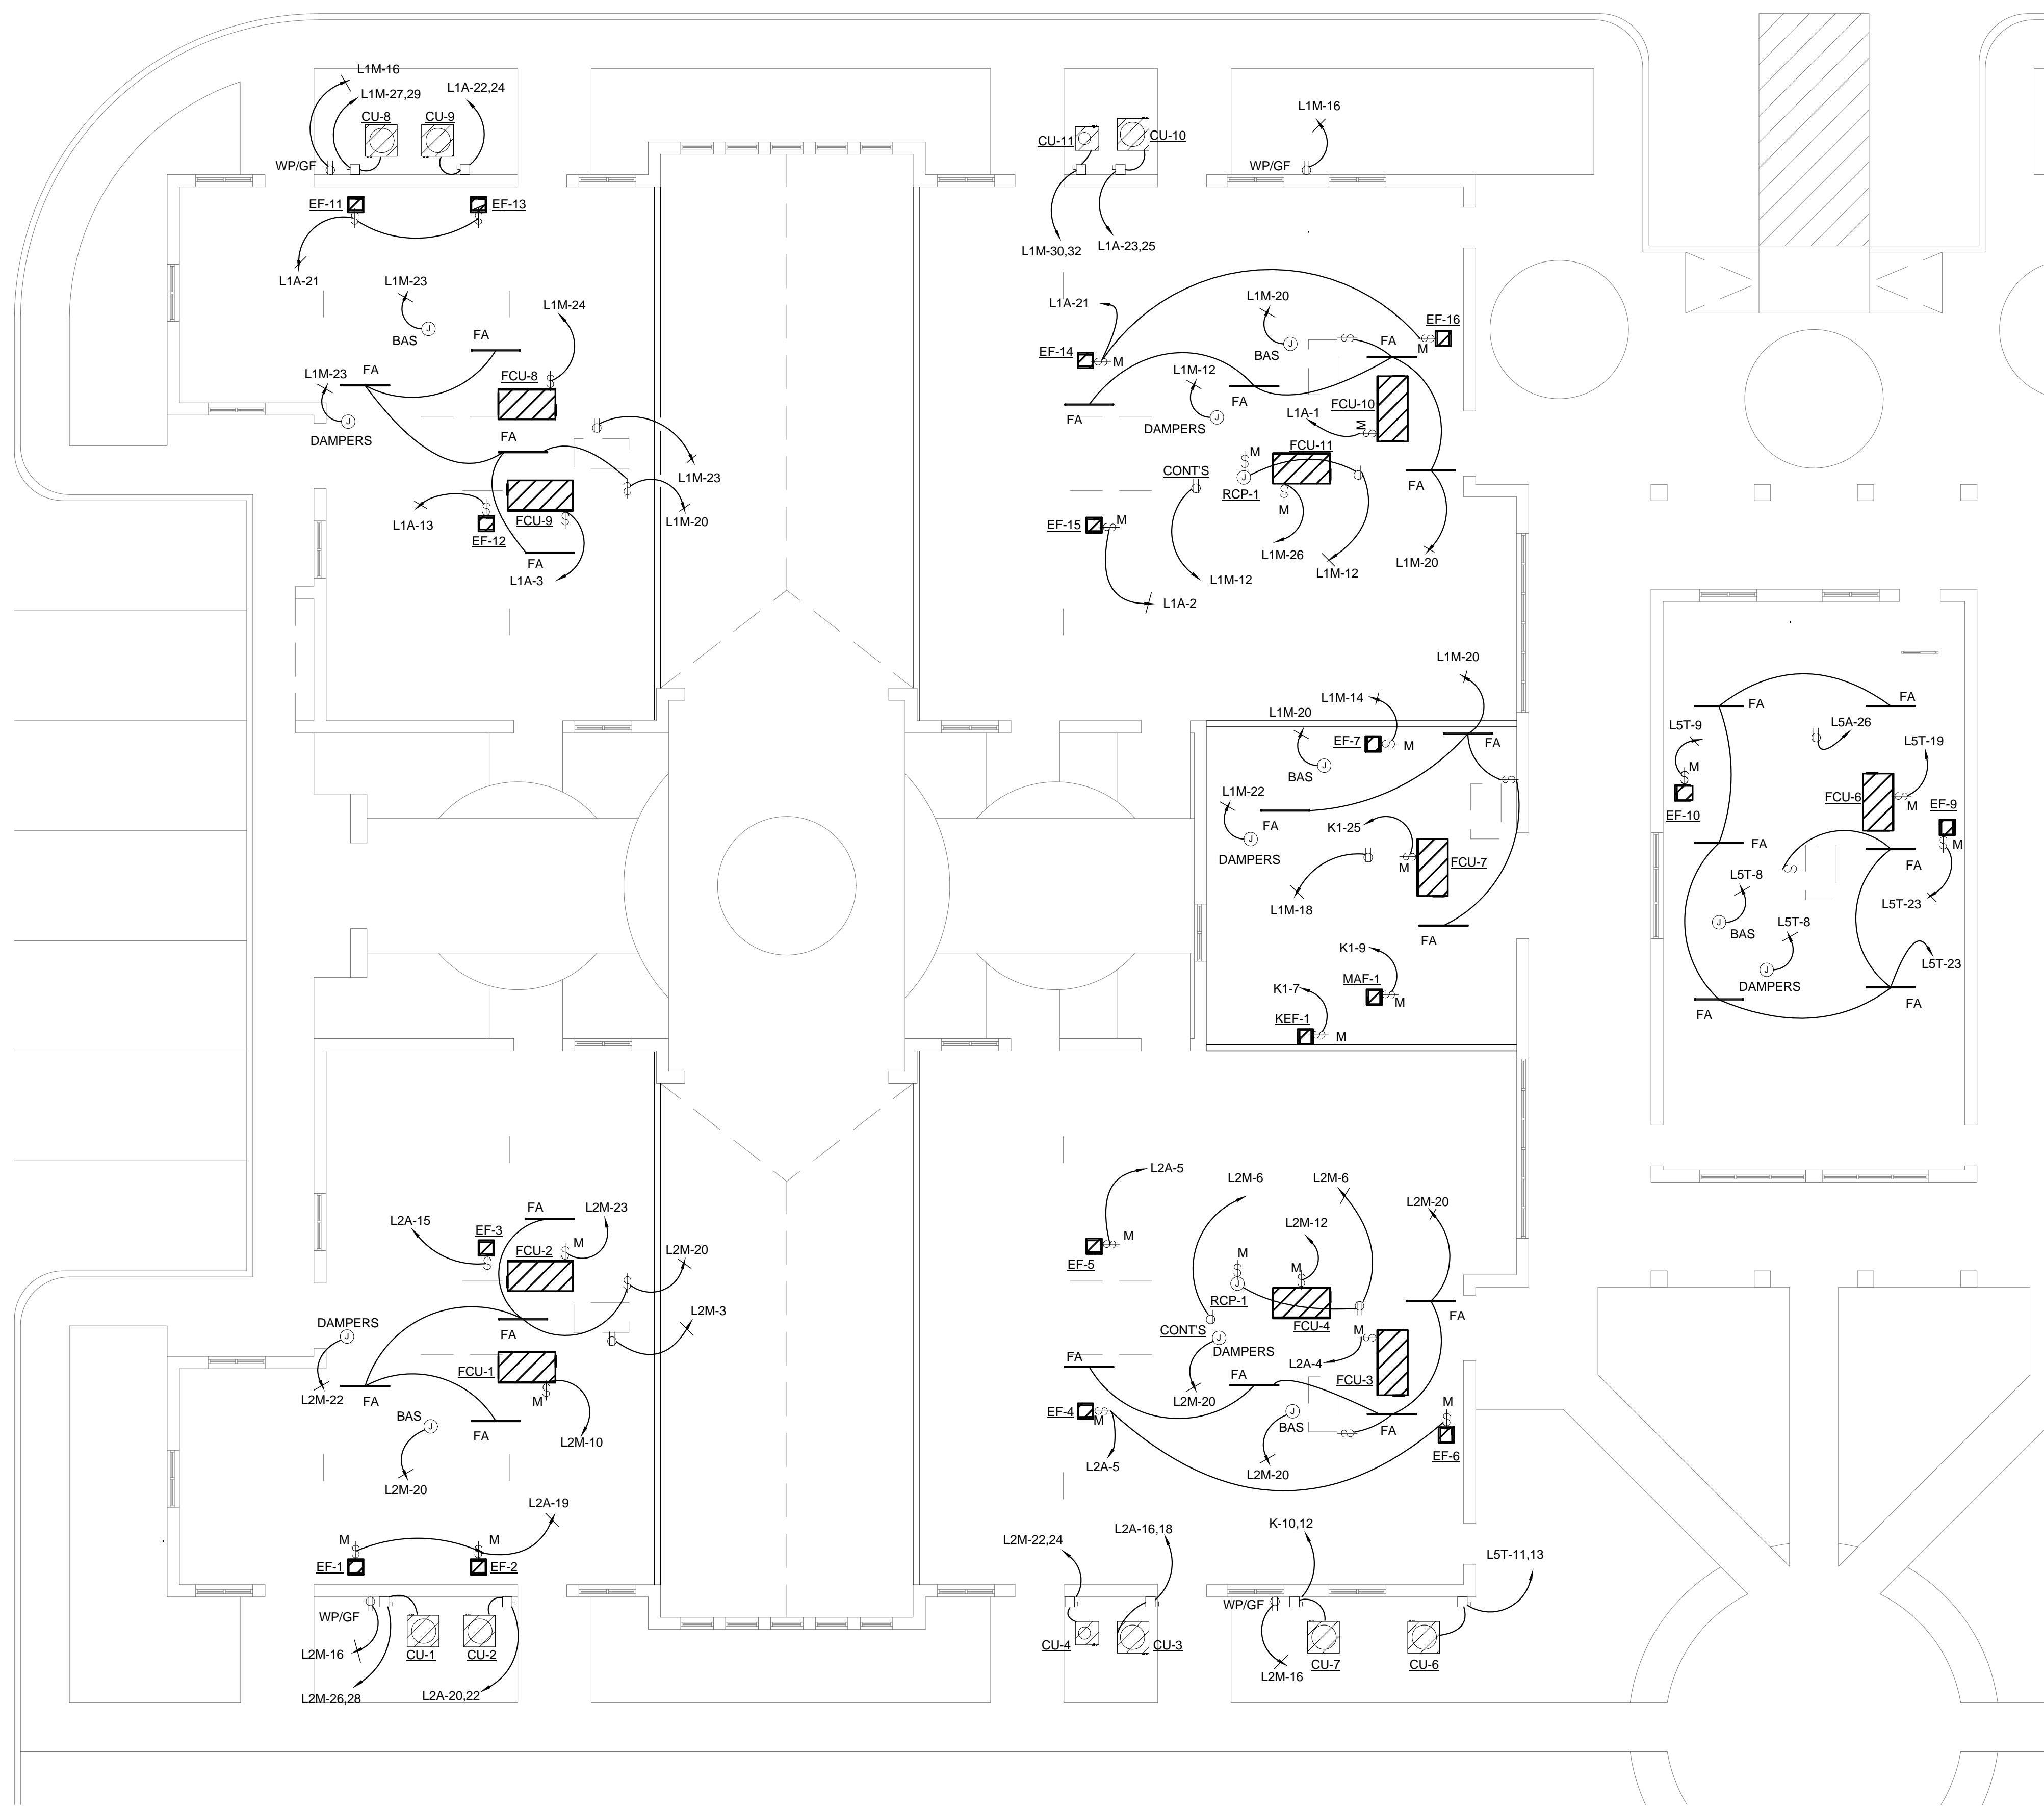 L1M-16
L1M-27,29
L1A-22,24
CU-8
CU-9
WP/GF
EF-11
EF-13
L1A-21
L1M-23
J
BAS
L1M-24
FA
FA
L1M-23
J
DAMPERS
FCU-8
FA
L1M-23
L1M-20
L1A-13
EF-12
FCU-9
FA
L1A-3
CU-11
CU-10
L1M-30,32
L1A-23,25
L1M-16
WP/GF
L1A-21
L1M-20
J
BAS
EF-16
M
FA
EF-14
M
L1M-12
FA
FA
J
DAMPERS
FCU-10
L1A-1
M
FCU-11
M
CONT'S
J
RCP-1
M
FA
EF-15
M
L1M-26
L1M-12
L1M-20
L1M-12
L1A-2
L1M-20
L1M-14
L1M-20
EF-7
M
FA
J
BAS
L1M-22
FA
K1-25
J
DAMPERS
M
FCU-7
L1M-18
FA
K1-9
MAF-1
M
K1-7
KEF-1
M
FA
FA
L5T-9
L5A-26
L5T-19
M
EF-10
FCU-6
M
EF-9
M
FA
FA
L5T-8
J
BAS
L5T-23
L5T-8
J
DAMPERS
L5T-23
FA
FA
L2A-15
EF-3
FA
L2M-23
FCU-2
M
L2M-20
L2M-3
DAMPERS
J
FA
FCU-1
M
L2M-22
FA
BAS
J
FA
L2M-10
L2M-20
L2A-19
M
M
EF-1
EF-2
WP/GF
L2M-16
CU-1
CU-2
L2M-26,28
L2A-20,22
L2A-5
M
EF-5
L2M-6
L2M-6
L2M-12
L2M-20
M
M
J
RCP-1
FCU-4
FA
CONT'S
M
J
DAMPERS
L2A-4
FCU-3
FA
FA
L2M-20
EF-4
M
J
BAS
FA
M
EF-6
L2A-5
L2M-20
L2M-22,24
L2A-16,18
K-10,12
L5T-11,13
WP/GF
CU-4
CU-3
L2M-16
CU-7
CU-6